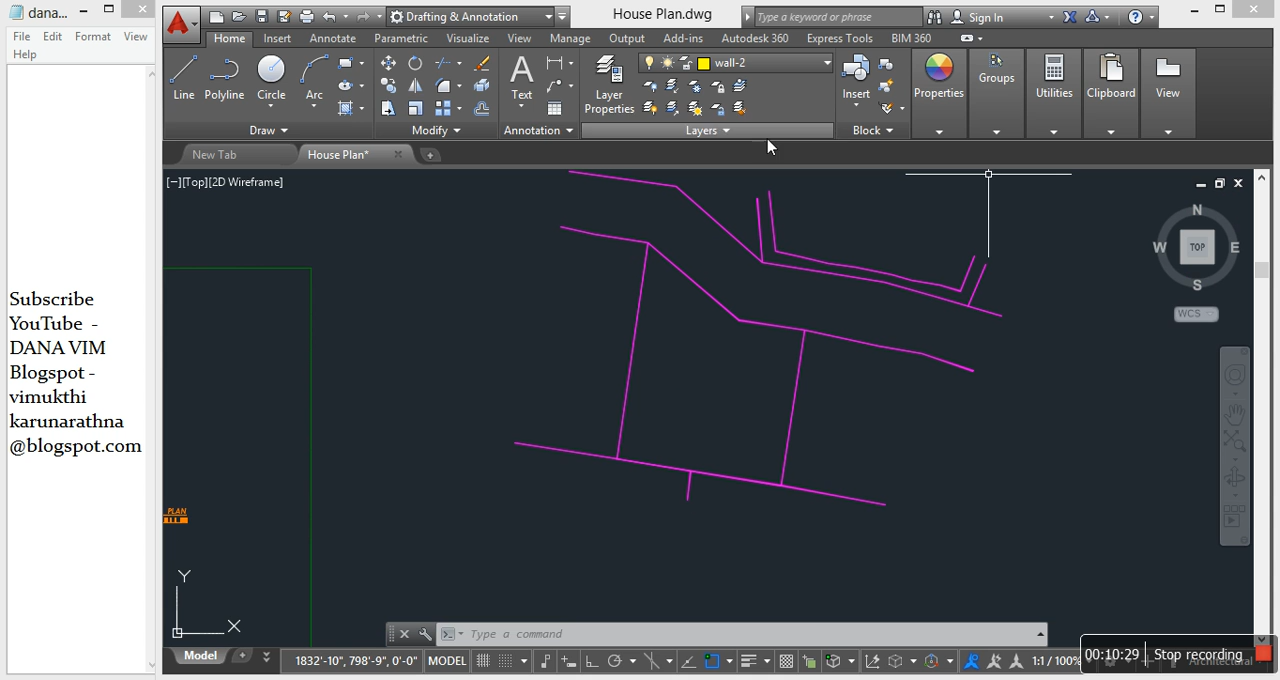 dana...
File Edit Format View
Help
Subscribe
YouTube -
DANA VIM
Blogspot -
vimukthi
karunarathna
@blogspot.com
Drafting & Annotation
House Plan.dwg
Type a keyword or phrase
Sign In
Home Insert Annotate Parametric Visualize View Manage Output Add-ins Autodesk 360 Express Tools BIM 360
wall-2
Line Polyline Circle Arc
Text
Layer
Properties
Insert
Properties
Groups
Utilities
Clipboard
View
Draw
Modify
Annotation
Layers
Block
New Tab
House Plan*
[−][Top][2D Wireframe]
N
W TOP E
S
WCS
PLAN
Y
X
Type a command
Model
1832'-10", 798'-9", 0'-0" MODEL
1:1 / 100%
00:10:29 Stop recording
Architectural